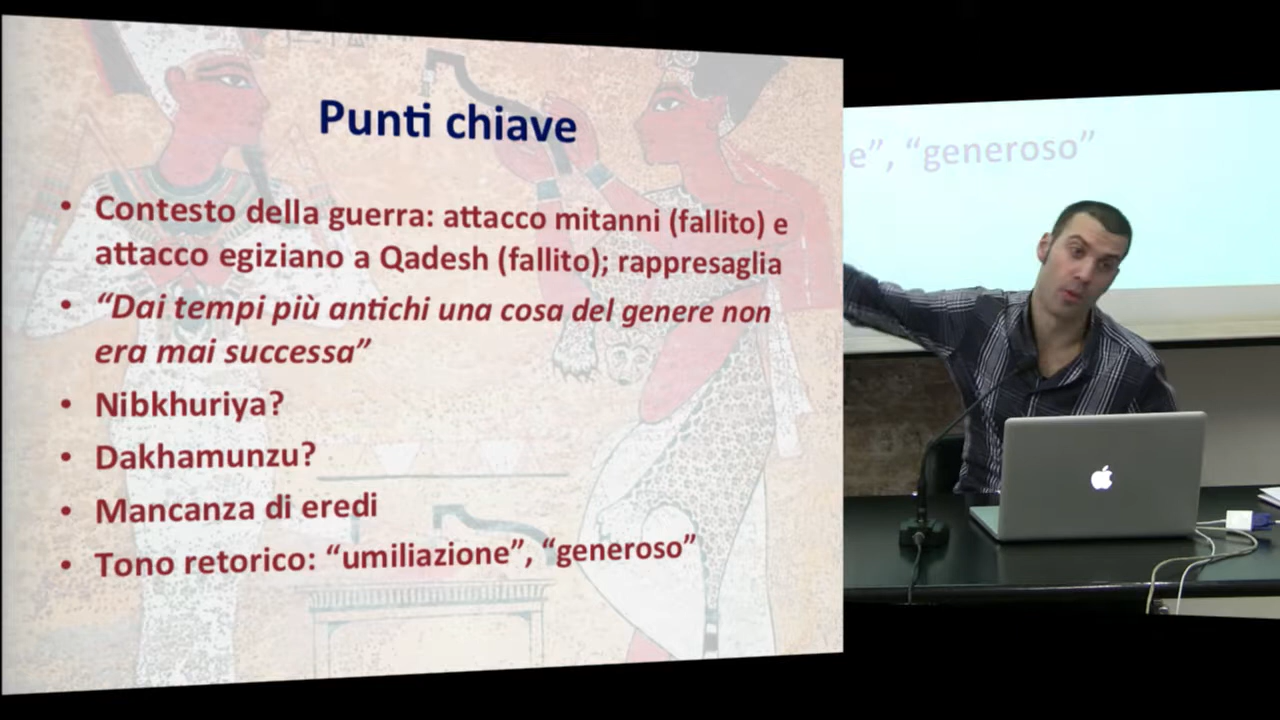 Punti chiave
• Contesto della guerra: attacco mitanni (fallito) e
attacco egiziano a Qadesh (fallito); rappresaglia
• “Dai tempi più antichi una cosa del genere non
era mai successa”
• Nibkhuriya?
• Dakhamunzu?
• Mancanza di eredi
• Tono retorico: “umiliazione”, “generoso”
e”, “generoso”